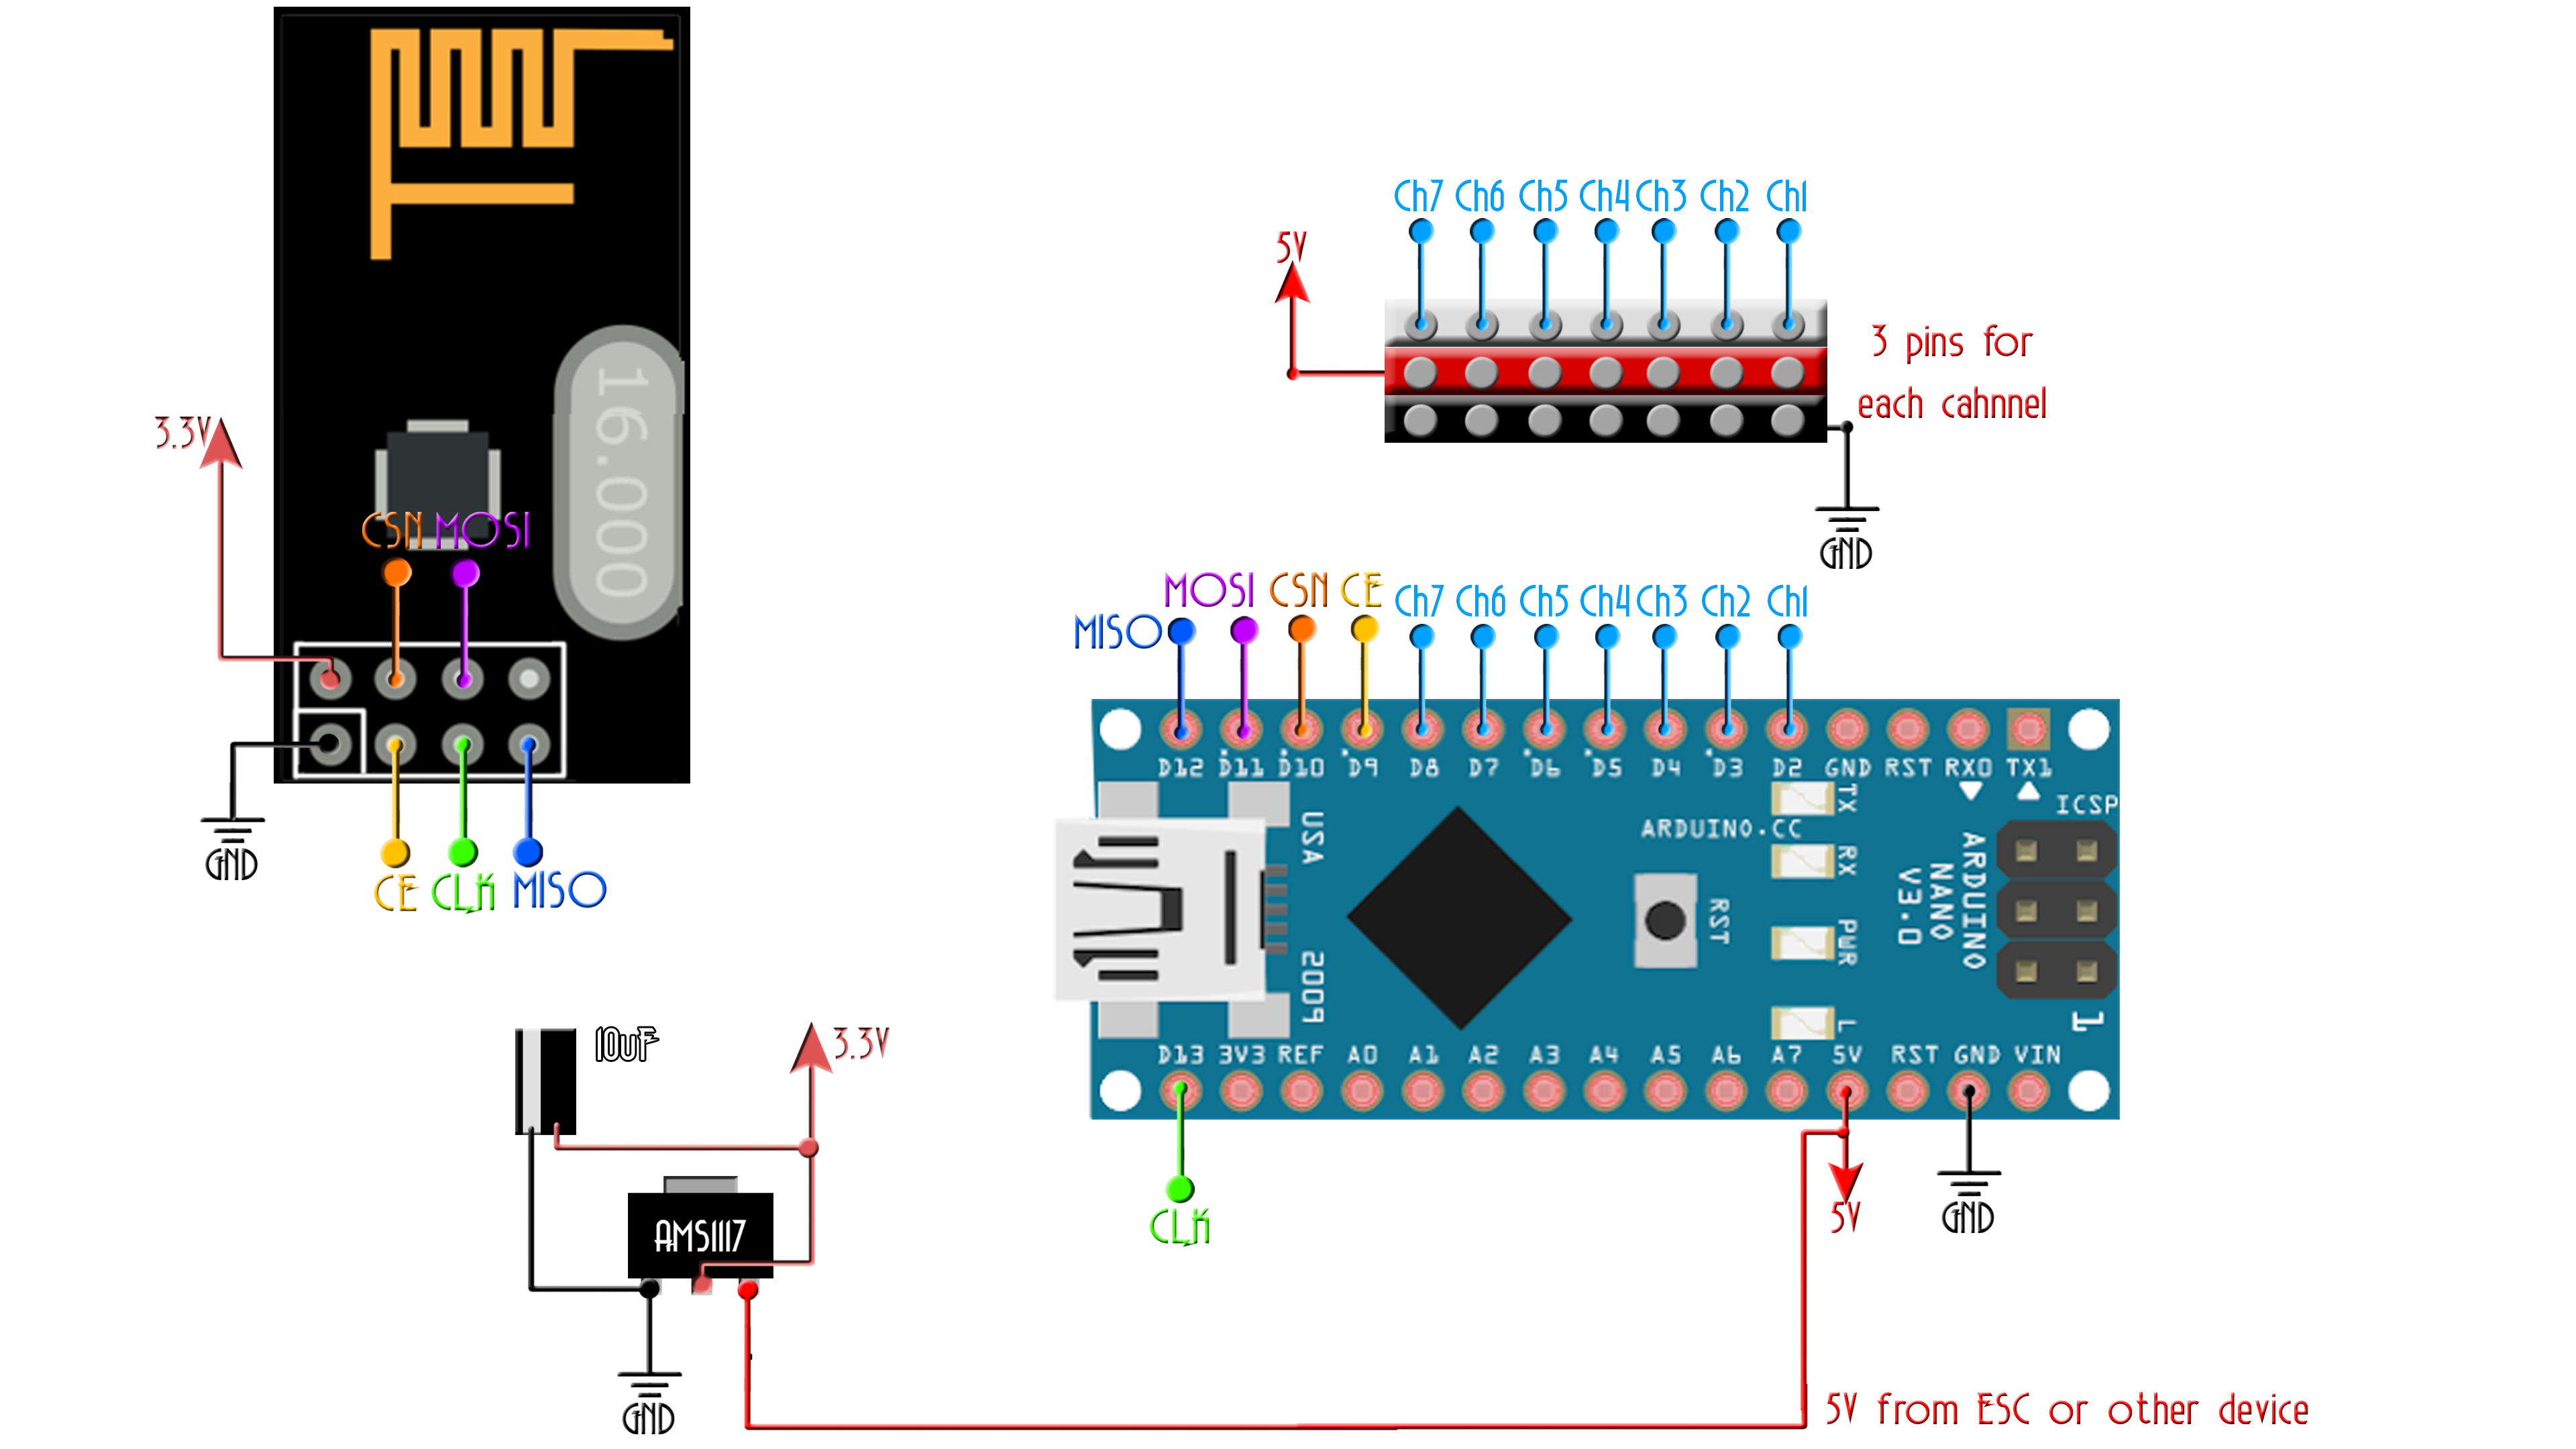 Ch7 Ch6 Ch5 Ch4 Ch3 Ch2 Ch1
5V
3 pins for
each cahnnel
GND
3.3V
16.000
CSN MOSI
GND
CE CLK MISO
MISO MOSI CSN CE Ch7 Ch6 Ch5 Ch4 Ch3 Ch2 Ch1
D12 D11 D10 D9 D8 D7 D6 D5 D4 D3 D2 GND RST RX0 TX1
TX
ICSP
ARDUINO.CC
USA
RX
ARDUINO
NANO
V3.0
RST
PWR
2009
L
1
D13 3V3 REF A0 A1 A2 A3 A4 A5 A6 A7 5V RST GND VIN
CLK
5V
GND
10uF
3.3V
AMS1117
GND
5V from ESC or other device